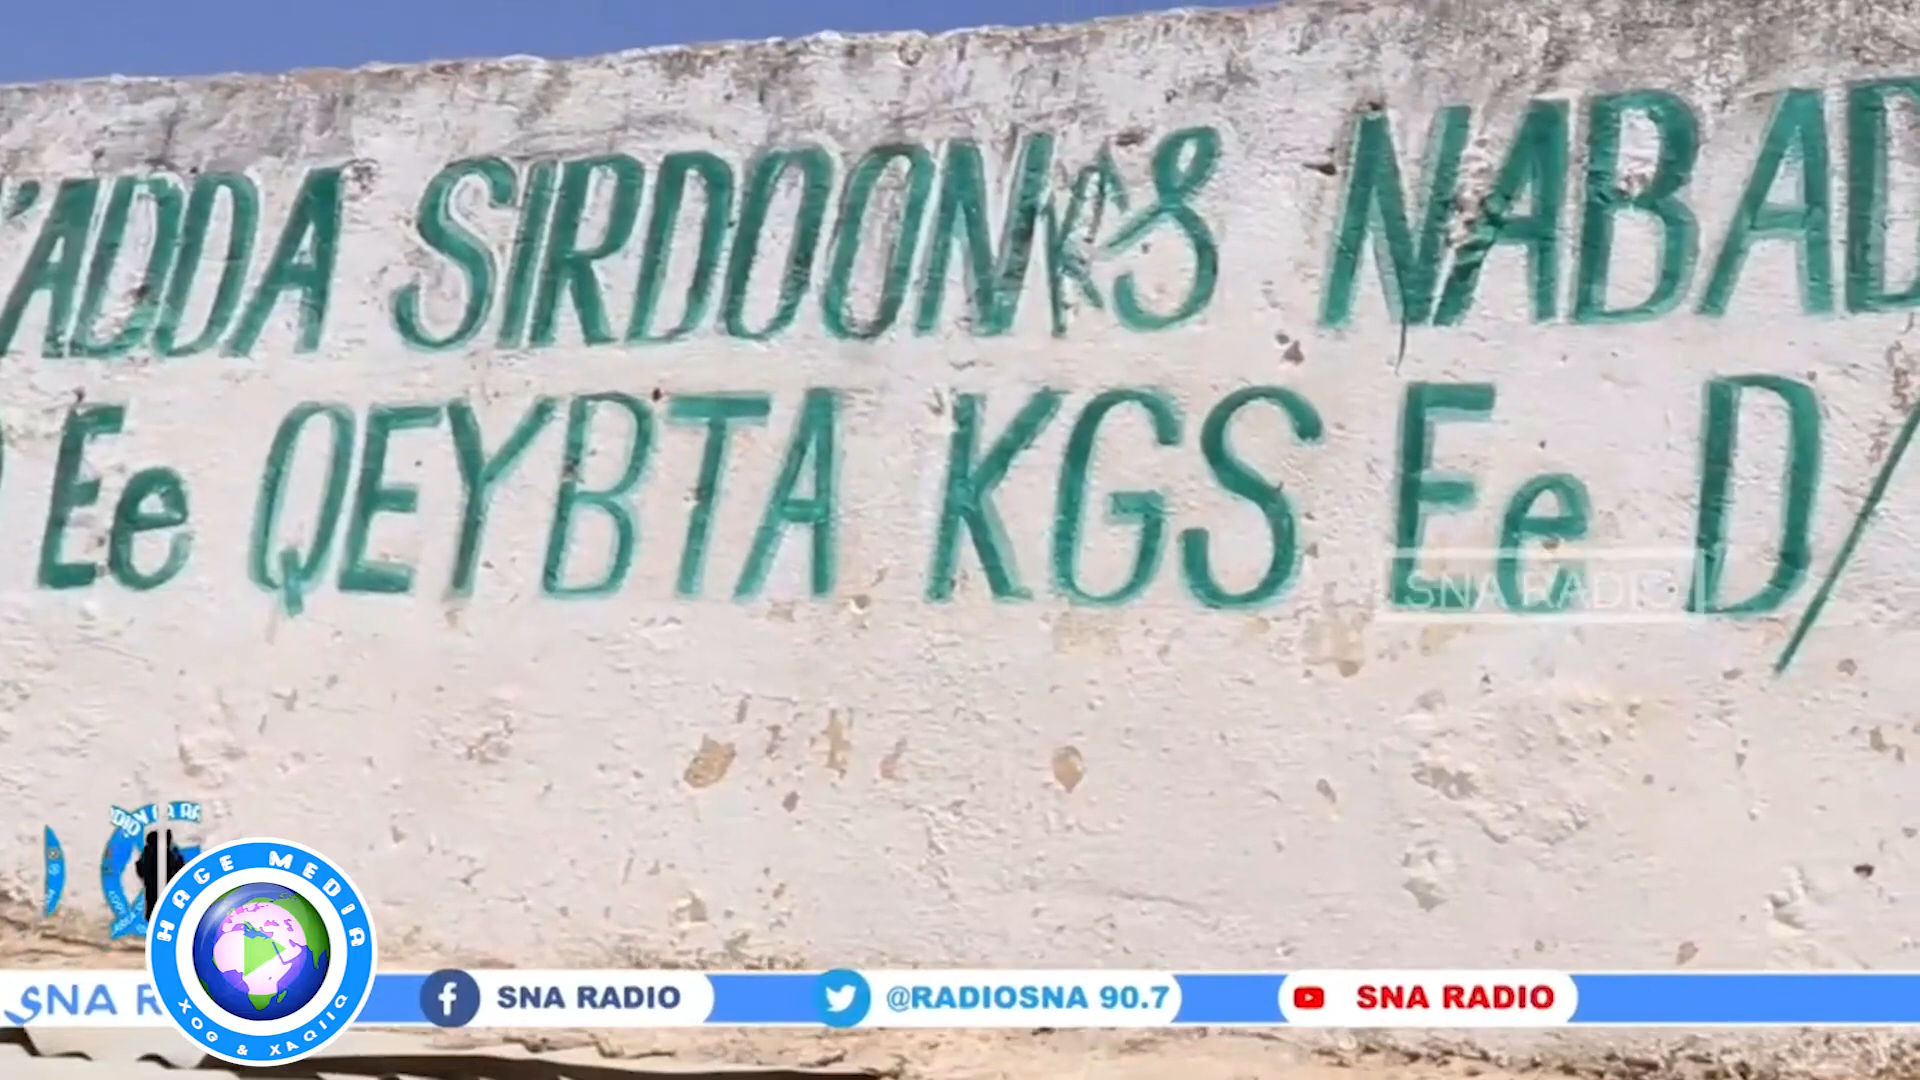 'ADDA SIRDOONKA NABAD
Ee QEYBTA KGS Ee D/
SNA RADIO
HAGE MEDIA
XOG & XAQIIQ
SNA R
SNA RADIO
@RADIOSNA 90.7
SNA RADIO